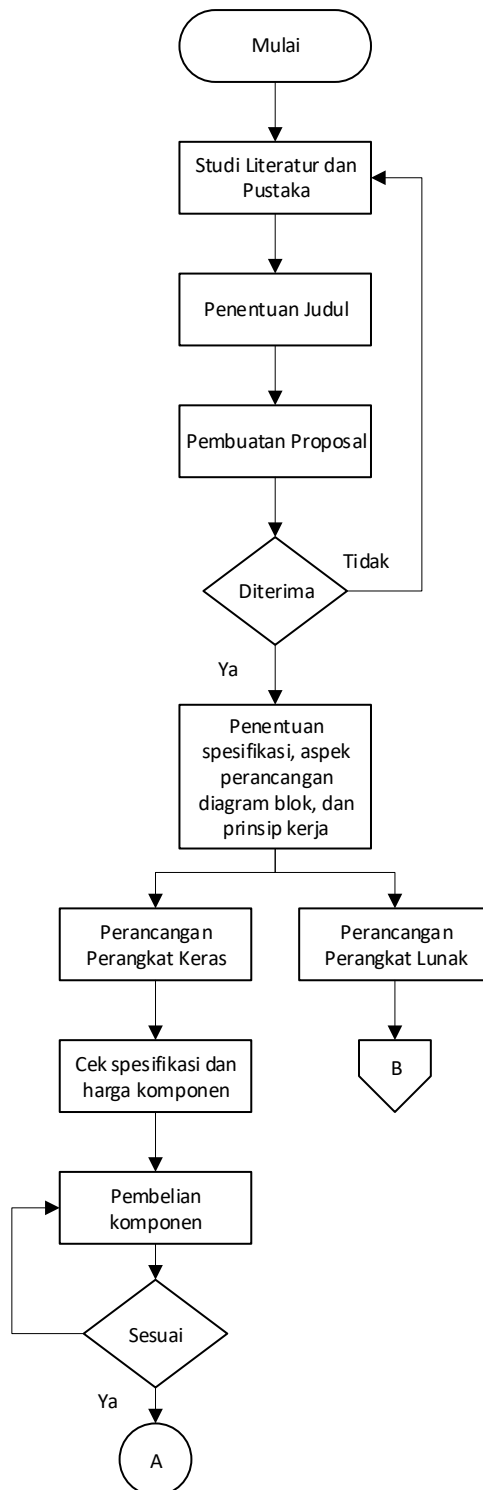 Mulai
Studi Literatur dan
Pustaka
Penentuan Judul
Pembuatan Proposal
Tidak
Diterima
Ya
Penentuan
spesifikasi, aspek
perancangan
diagram blok, dan
prinsip kerja
Perancangan
Perangkat Keras
Perancangan
Perangkat Lunak
Cek spesifikasi dan
harga komponen
B
Pembelian
komponen
Sesuai
Ya
A